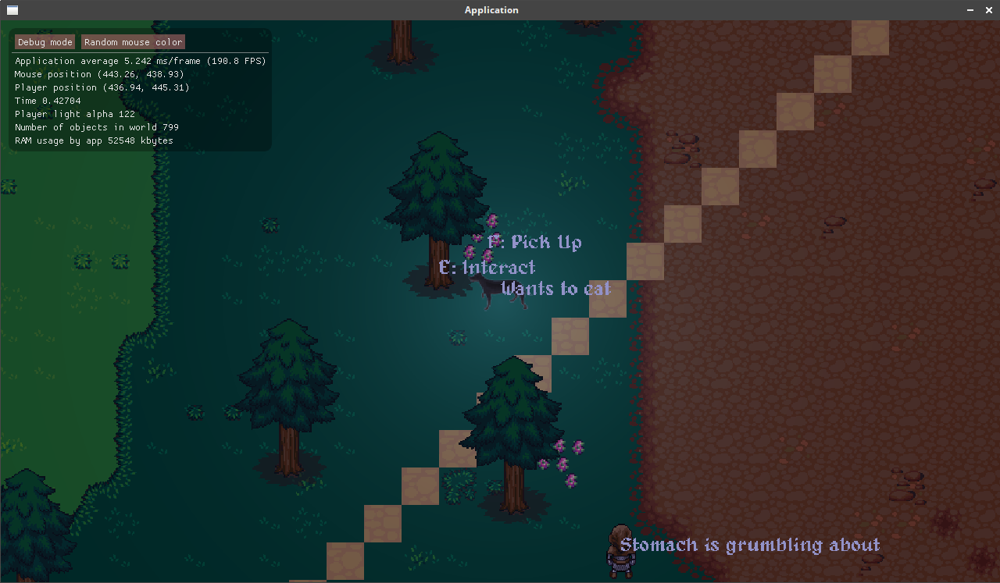 Application
Debug mode Random mouse color
Application average 5.242 ms/frame (190.8 FPS)
Mouse position (443.26, 438.93)
Player position (436.94, 445.31)
Time 0.42704
Player light alpha 122
Number of objects in world 799
RAM usage by app 52548 kbytes
F: Pick Up
E: Interact
Wants to eat
Stomach is grumbling about